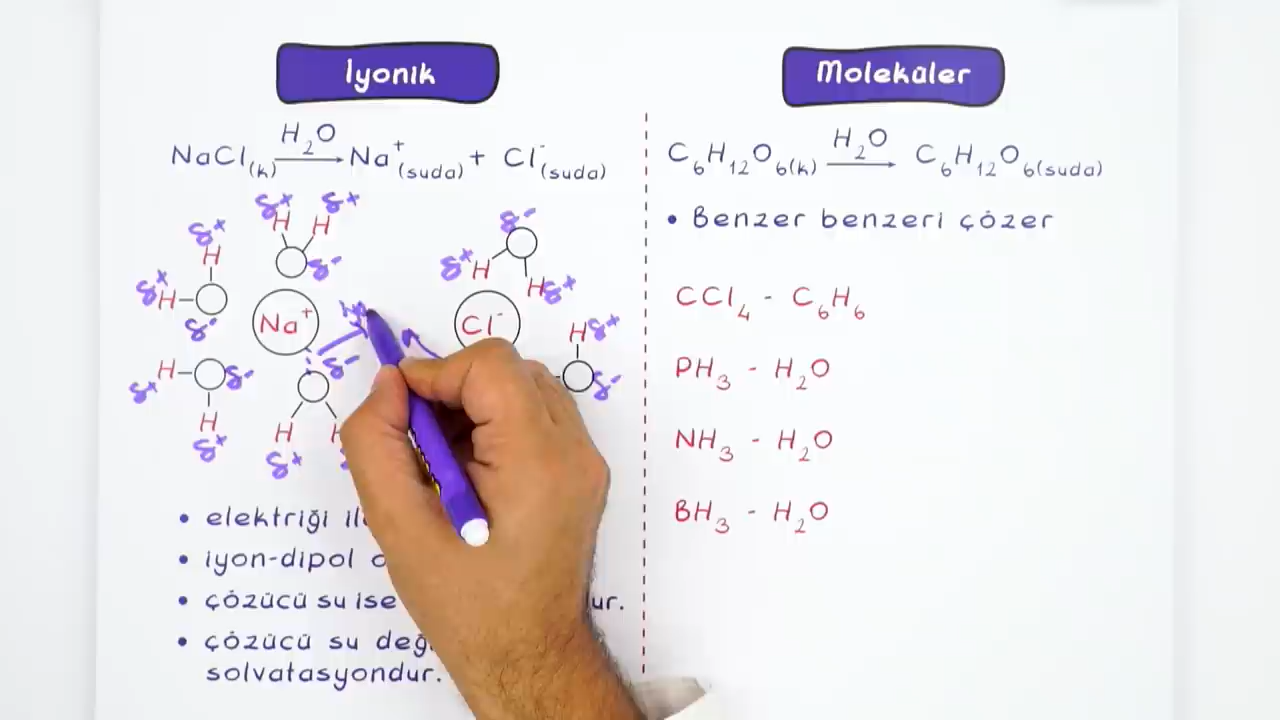 İyonik
NaCl(k) H₂O → Na⁺(suda) + Cl⁻(suda)
δ⁺ δ⁺
H H
δ⁻
δ⁺
H
δ⁺ H
δ⁻
Na⁺
δ⁻
H
δ⁺
H
δ⁺
δ⁻
H
δ⁺
δ⁻
δ⁺ H
H δ⁺
Cl⁻
H δ⁺
δ⁻
• elektriği
• iyon-dipol
• çözücü su ise
• çözücü su
solvatasyondur.
Moleküler
C₆H₁₂O₆(k) H₂O → C₆H₁₂O₆(suda)
• Benzer benzeri çözer
CCl₄ - C₆H₆
PH₃ - H₂O
NH₃ - H₂O
BH₃ - H₂O